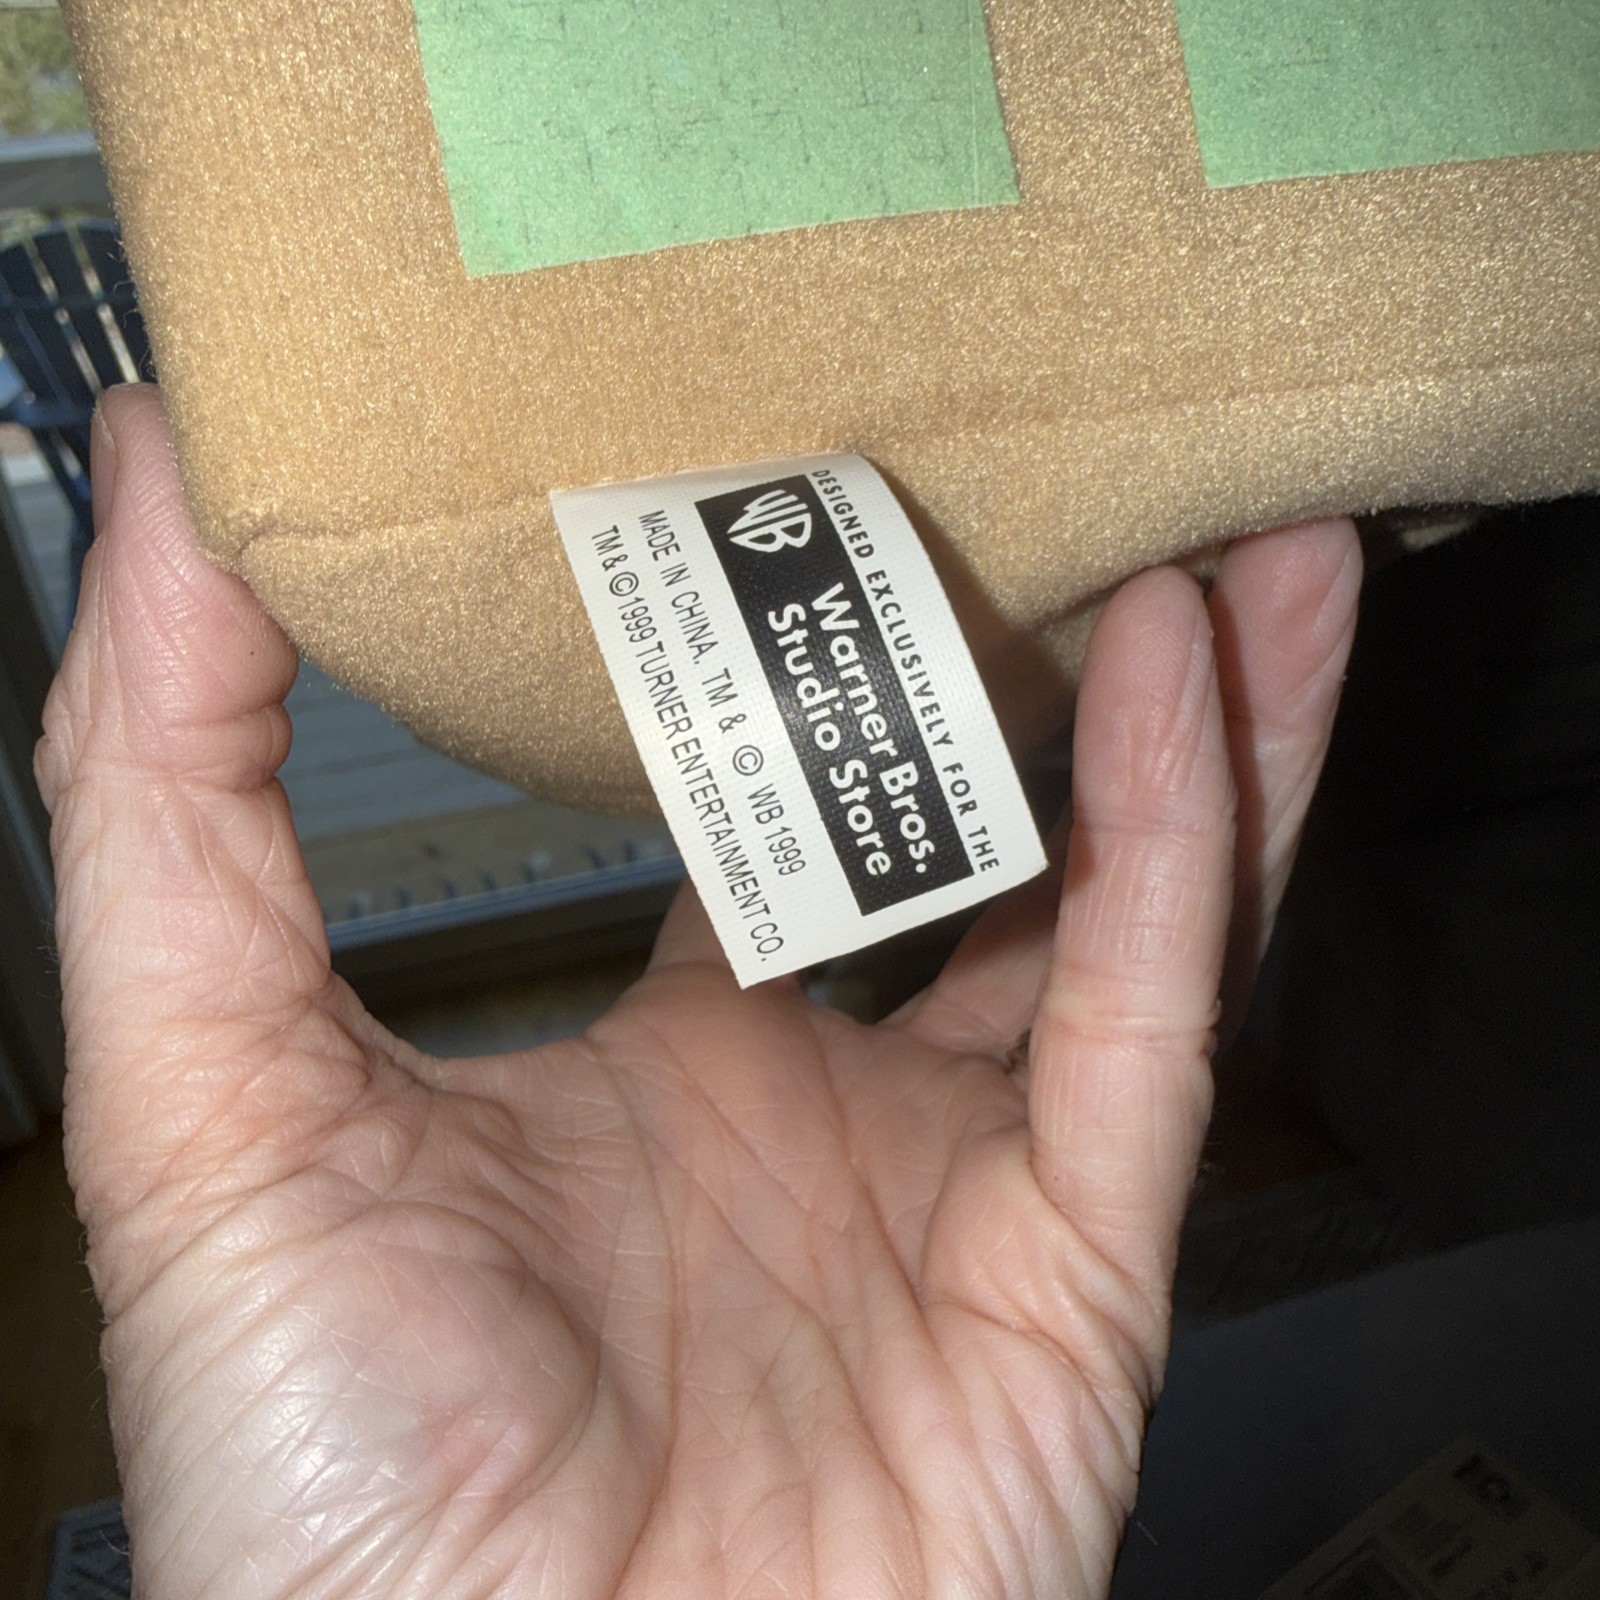 DESIGNED EXCLUSIVELY FOR THE
WB
Warner Bros.
Studio Store
MADE IN CHINA. TM & © WB 1999
TM & © 1999 TURNER ENTERTAINMENT CO.